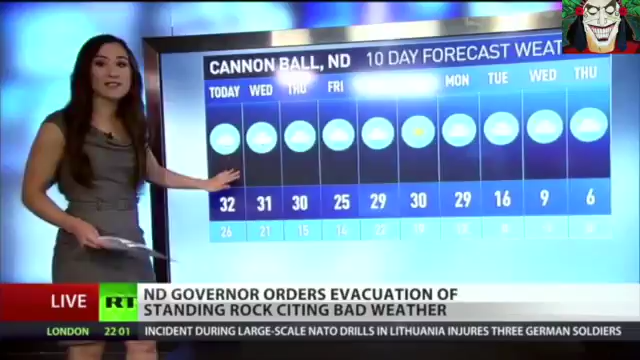 CANNON BALL, ND 10 DAY FORECAST
TODAY WED THU FRI MON TUE WED THU
32 31 30 25 29 30 29 16 9 6
26 21 15 14 22
LIVE RT
ND GOVERNOR ORDERS EVACUATION OF
STANDING ROCK CITING BAD WEATHER
LONDON 22:01 INCIDENT DURING LARGE-SCALE NATO DRILLS IN LITHUANIA INJURES THREE GERMAN SOLDIERS